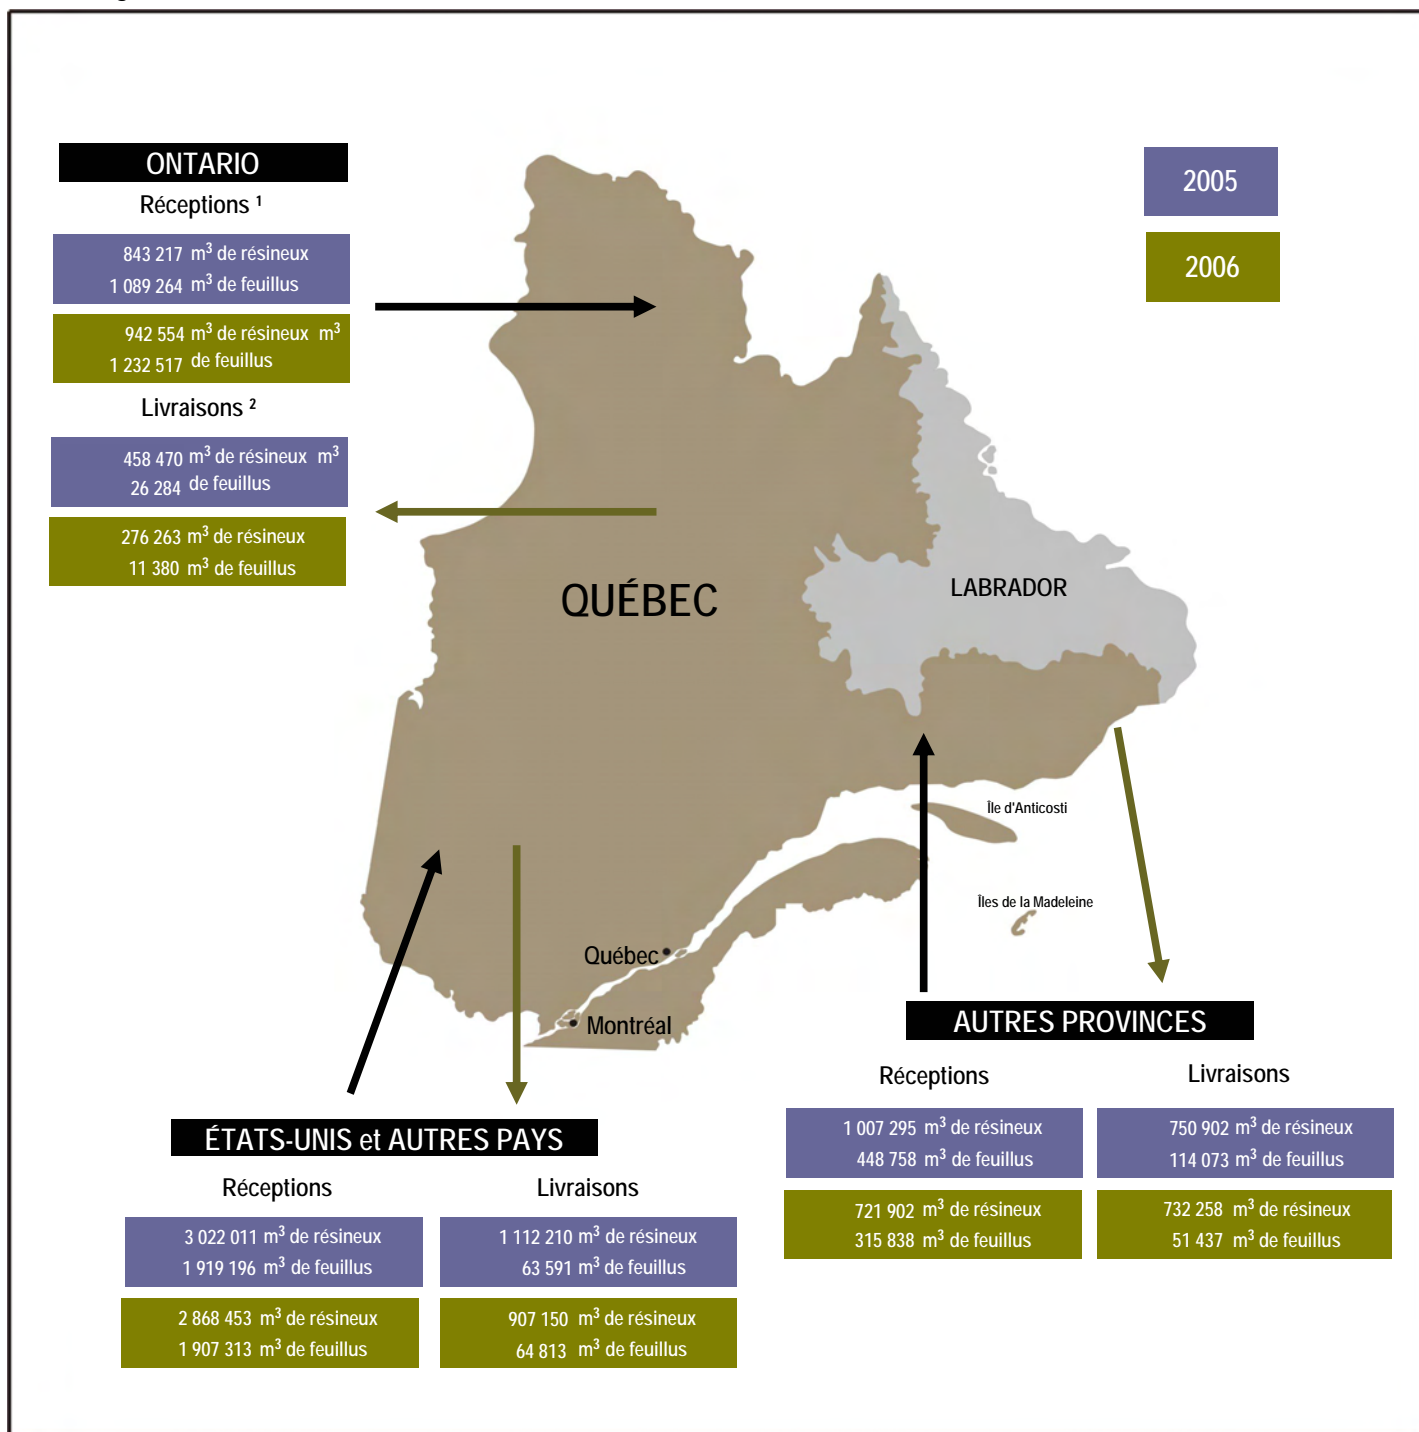 ONTARIO
Réceptions ¹
843 217 m³ de résineux
1 089 264 m³ de feuillus
942 554 m³ de résineux m³
1 232 517 de feuillus
Livraisons ²
458 470 m³ de résineux m³
26 284 de feuillus
276 263 m³ de résineux
11 380 m³ de feuillus
2005
2006
QUÉBEC
LABRADOR
Île d'Anticosti
Îles de la Madeleine
Québec
Montréal
ÉTATS-UNIS et AUTRES PAYS
Réceptions
3 022 011 m³ de résineux
1 919 196 m³ de feuillus
2 868 453 m³ de résineux
1 907 313 m³ de feuillus
Livraisons
1 112 210 m³ de résineux
63 591 m³ de feuillus
907 150 m³ de résineux
64 813 m³ de feuillus
AUTRES PROVINCES
Réceptions
1 007 295 m³ de résineux
448 758 m³ de feuillus
721 902 m³ de résineux
315 838 m³ de feuillus
Livraisons
750 902 m³ de résineux
114 073 m³ de feuillus
732 258 m³ de résineux
51 437 m³ de feuillus